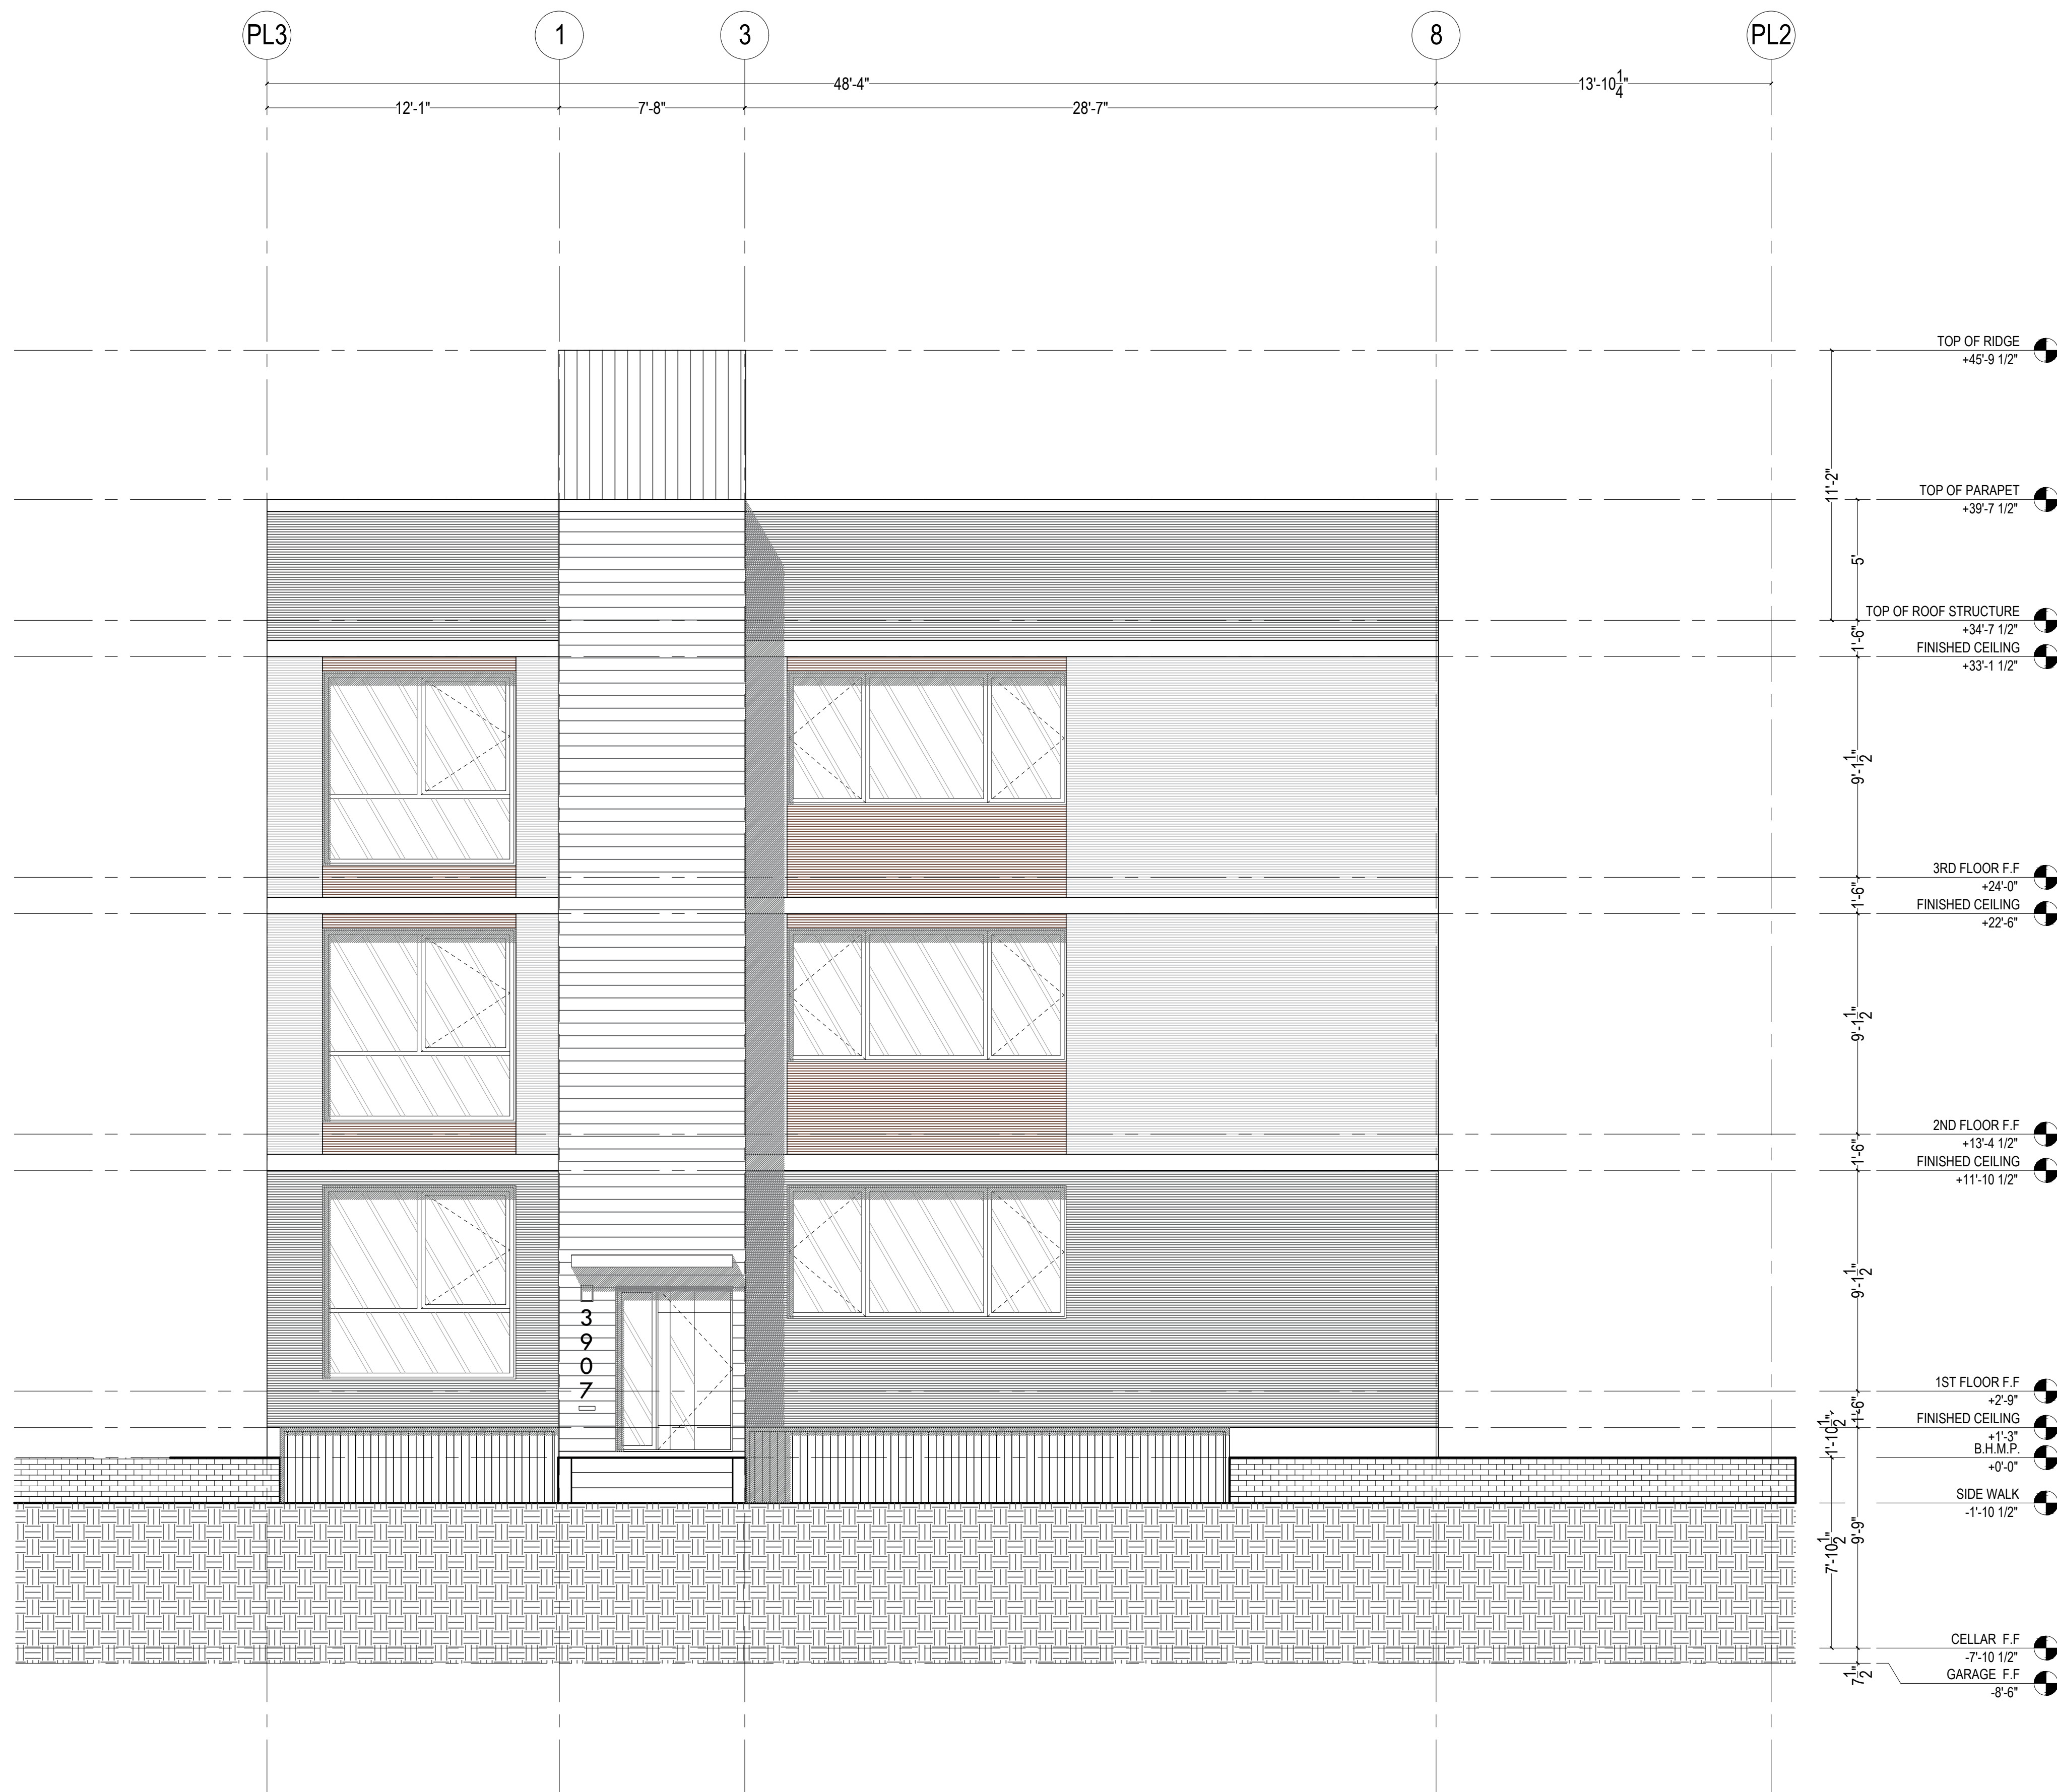 PL3 1 3 8 PL2
48'-4" 13'-10 1/4"
12'-1" 7'-8" 28'-7"
TOP OF RIDGE
+45'-9 1/2"
11'-2"
TOP OF PARAPET
+39'-7 1/2"
5'
TOP OF ROOF STRUCTURE
+34'-7 1/2"
1'-6"
FINISHED CEILING
+33'-1 1/2"
9'-1 1/2"
3RD FLOOR F.F
+24'-0"
1'-6"
FINISHED CEILING
+22'-6"
9'-1 1/2"
2ND FLOOR F.F
+13'-4 1/2"
1'-6"
FINISHED CEILING
+11'-10 1/2"
9'-1 1/2"
3
9
0
7
1ST FLOOR F.F
+2'-9"
1'-6"
FINISHED CEILING
+1'-3"
1'-10 1/2"
B.H.M.P.
+0'-0"
SIDE WALK
-1'-10 1/2"
9'-9"
7'-10 1/2"
CELLAR F.F
-7'-10 1/2"
7 1/2"
GARAGE F.F
-8'-6"